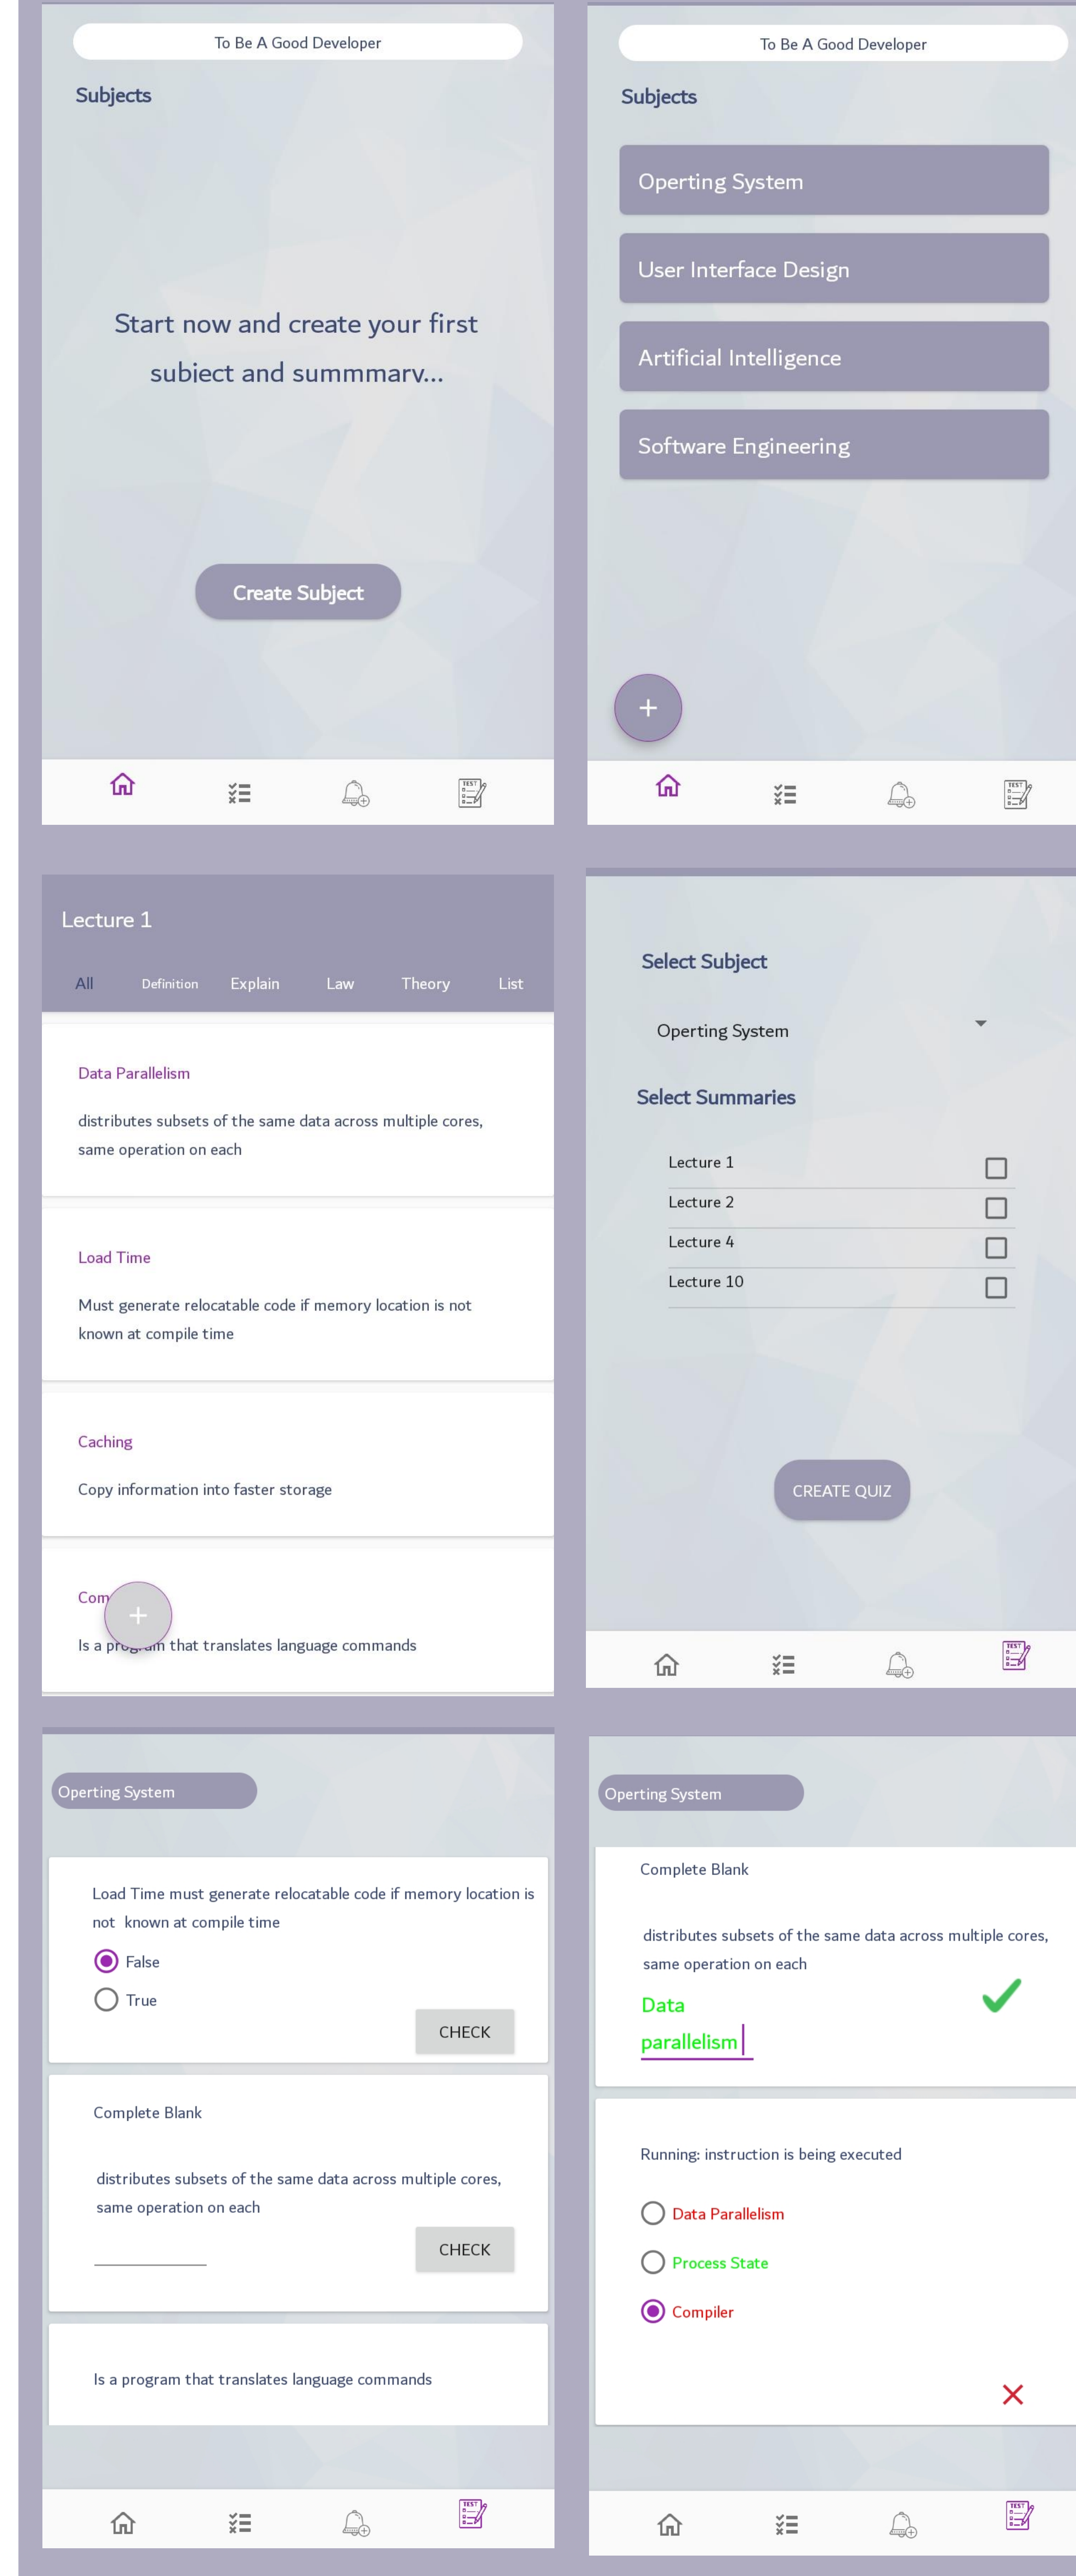 To Be A Good Developer
Subjects
Start now and create your first
subject and summmary...
Create Subject
TEST
To Be A Good Developer
Subjects
Operting System
User Interface Design
Artificial Intelligence
Software Engineering
+
TEST
Lecture 1
All Definition Explain Law Theory List
Data Parallelism
distributes subsets of the same data across multiple cores,
same operation on each
Load Time
Must generate relocatable code if memory location is not
known at compile time
Caching
Copy information into faster storage
Com
+
Is a program that translates language commands
Select Subject
Operting System
Select Summaries
Lecture 1
Lecture 2
Lecture 4
Lecture 10
CREATE QUIZ
TEST
Operting System
Load Time must generate relocatable code if memory location is
not known at compile time
False
True
CHECK
Complete Blank
distributes subsets of the same data across multiple cores,
same operation on each
CHECK
Is a program that translates language commands
TEST
Operting System
Complete Blank
distributes subsets of the same data across multiple cores,
same operation on each
Data
parallelism
Running: instruction is being executed
Data Parallelism
Process State
Compiler
TEST